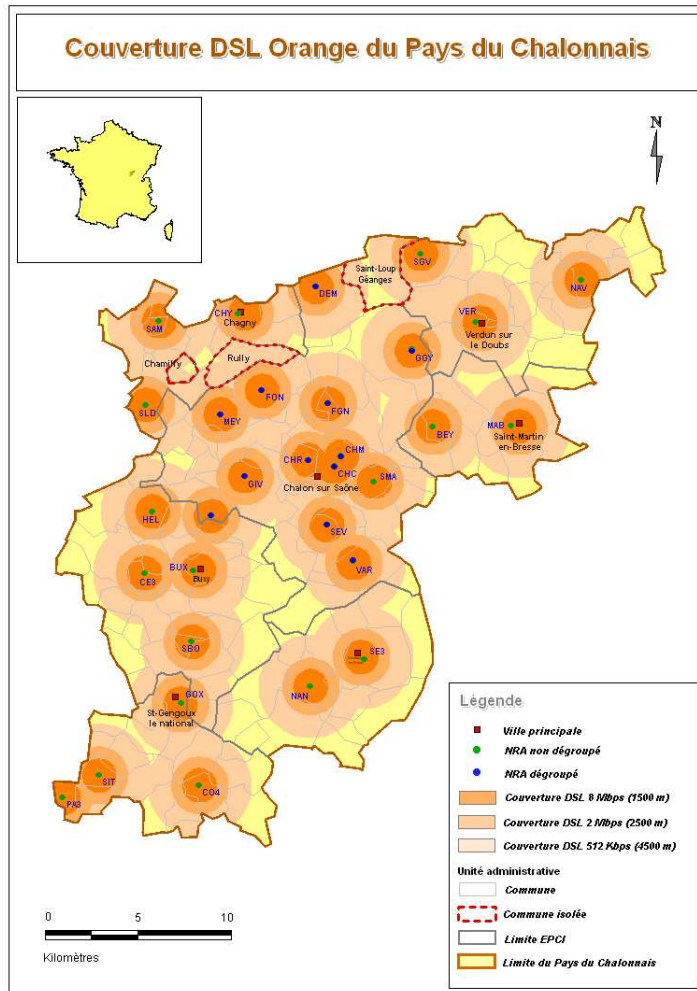 Couverture DSL Orange du Pays du Chalonnais
N
SGV
Saint-Loup
Géanges
DEM
NAV
CHY
Chagny
SAM
VER
Verdun sur
le Doubs
GGY
Chamilly
Rully
FON
SLD
MEY
FGN
BEY
MAB
Saint-Martin
en-Bresse
CHM
CHR
CHC
GIV
SMA
Chalon sur Saône
HEL
SEV
VAR
BUX
Buxy
CE3
SBO
SE3
NAN
GOX
St-Gengoux
le national
SIT
CO4
PA3
Légende
Ville principale
NRA non dégroupé
NRA dégroupé
Couverture DSL 8 Mbps (1500 m)
Couverture DSL 2 Mbps (2500 m)
Couverture DSL 512 Kbps (4500 m)
Unité administrative
Commune
Commune isolée
Limite EPCI
Limite du Pays du Chalonnais
0 5 10
Kilomètres